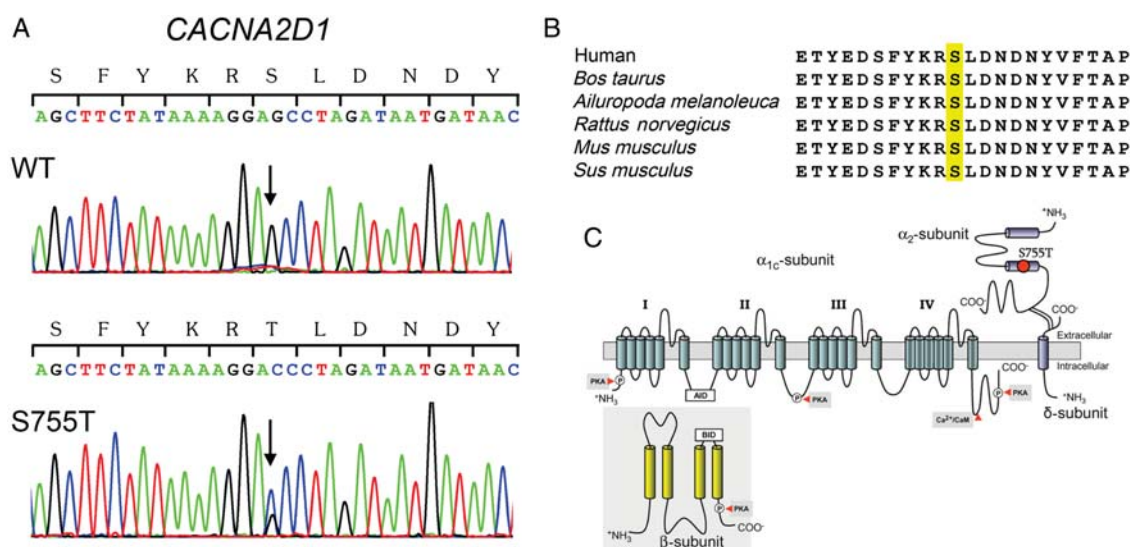 A
CACNA2D1
S F Y K R S L D N D Y
AGCTTCTATAAAAGGAGCCTAGATAATGATAAC
WT
S F Y K R T L D N D Y
AGCTTCTATAAAAGGACCCTAGATAATGATAAC
S755T
B
Human ETYEDSFYKRSLDNDNYVFTAP
Bos taurus ETYEDSFYKRSLDNDNYVFTAP
Ailuropoda melanoleuca ETYEDSFYKRSLDNDNYVFTAP
Rattus norvegicus ETYEDSFYKRSLDNDNYVFTAP
Mus musculus ETYEDSFYKRSLDNDNYVFTAP
Sus musculus ETYEDSFYKRSLDNDNYVFTAP
C
⁺NH₃
α₂-subunit
S755T
α₁c-subunit
I II III IV
COO⁻
COO⁻
Extracellular
Intracellular
PKA P
⁺NH₃
AID
P PKA
COO⁻
P PKA
Ca²⁺/CaM
⁺NH₃
δ-subunit
BID
P PKA
⁺NH₃
COO⁻
β-subunit